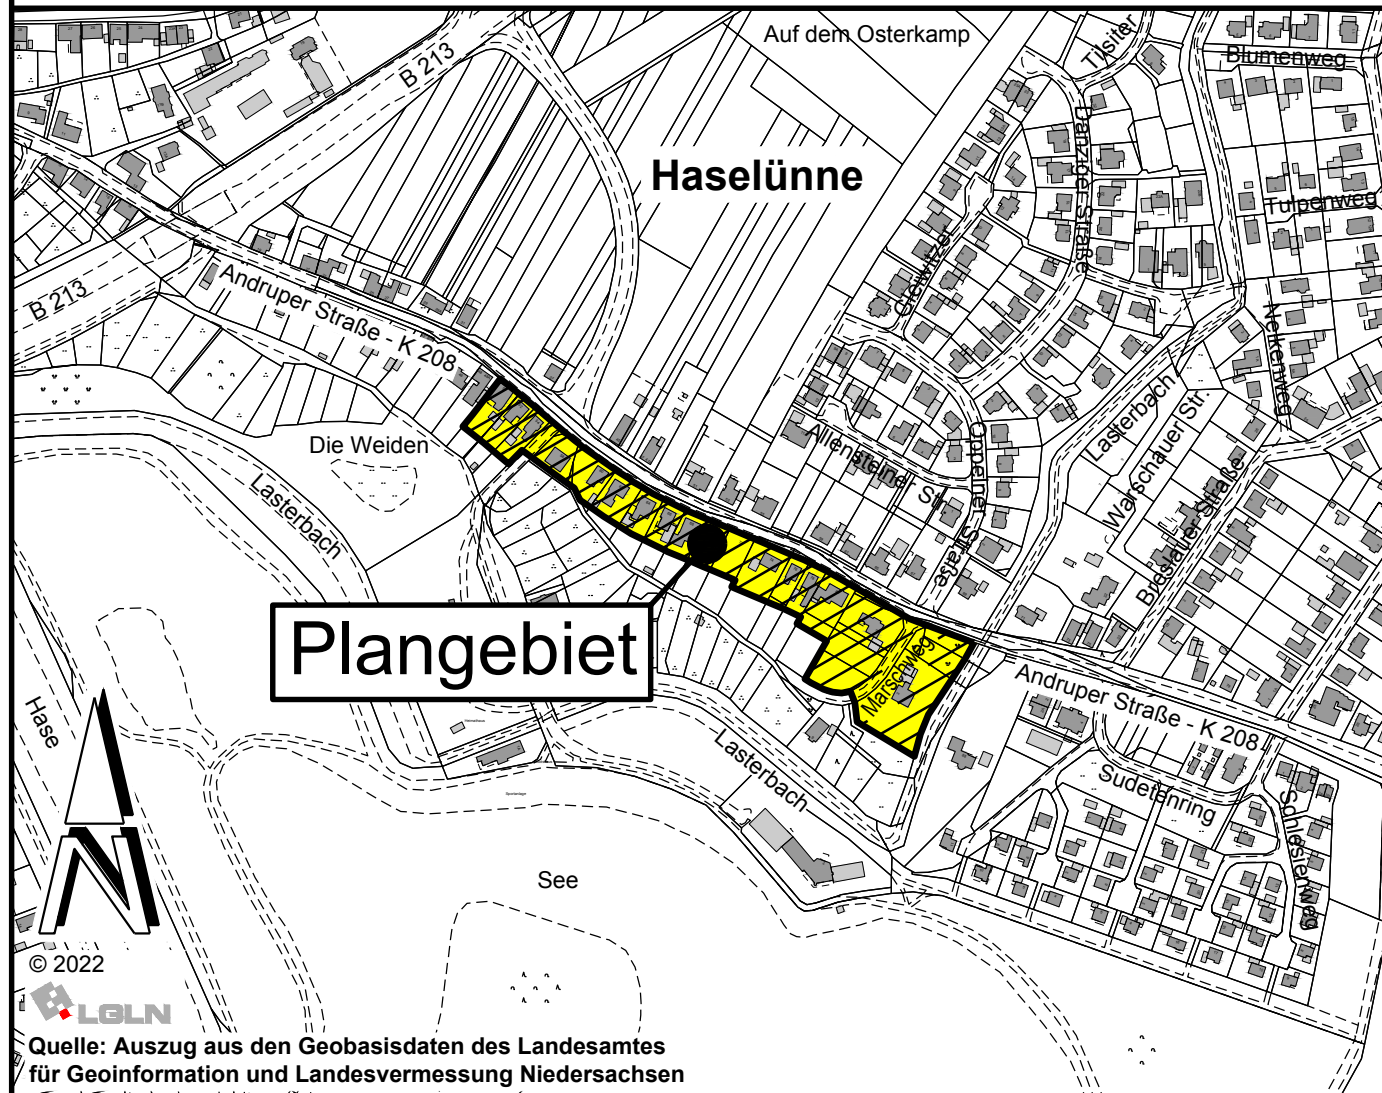 Auf dem Osterkamp
Tilsiter
Blumenweg
B 213
Danziger Straße
Haselünne
Tulpenweg
Gleiwitzer
B 213
Andruper Straße - K 208
Nelkenweg
Lasterbach
Warschauer Str.
Die Weiden
Allensteiner Str.
Oppelner Straße
Breslauer Straße
Lasterbach
Plangebiet
Marschweg
Andruper Straße - K 208
Hase
Lasterbach
Sudetenring
Schlesienweg
See
N
© 2022
LGLN
Quelle: Auszug aus den Geobasisdaten des Landesamtes
für Geoinformation und Landesvermessung Niedersachsen